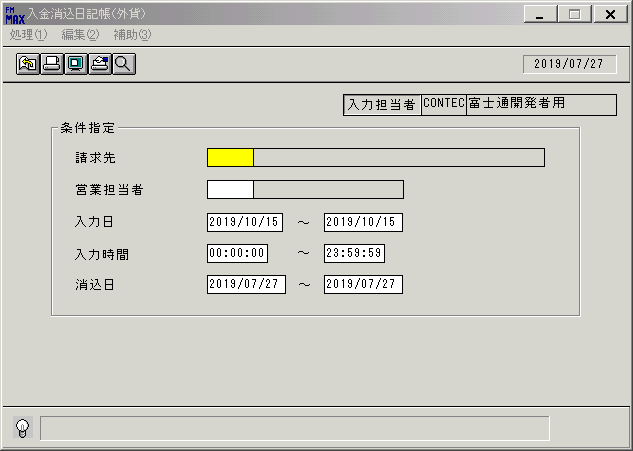 FM MAX 入金消込日記帳(外貨)
処理(1) 編集(2) 補助(3)
2019/07/27
入力担当者 CONTEC 富士通開発者用
条件指定
請求先
営業担当者
入力日 2019/10/15 ～ 2019/10/15
入力時間 00:00:00 ～ 23:59:59
消込日 2019/07/27 ～ 2019/07/27